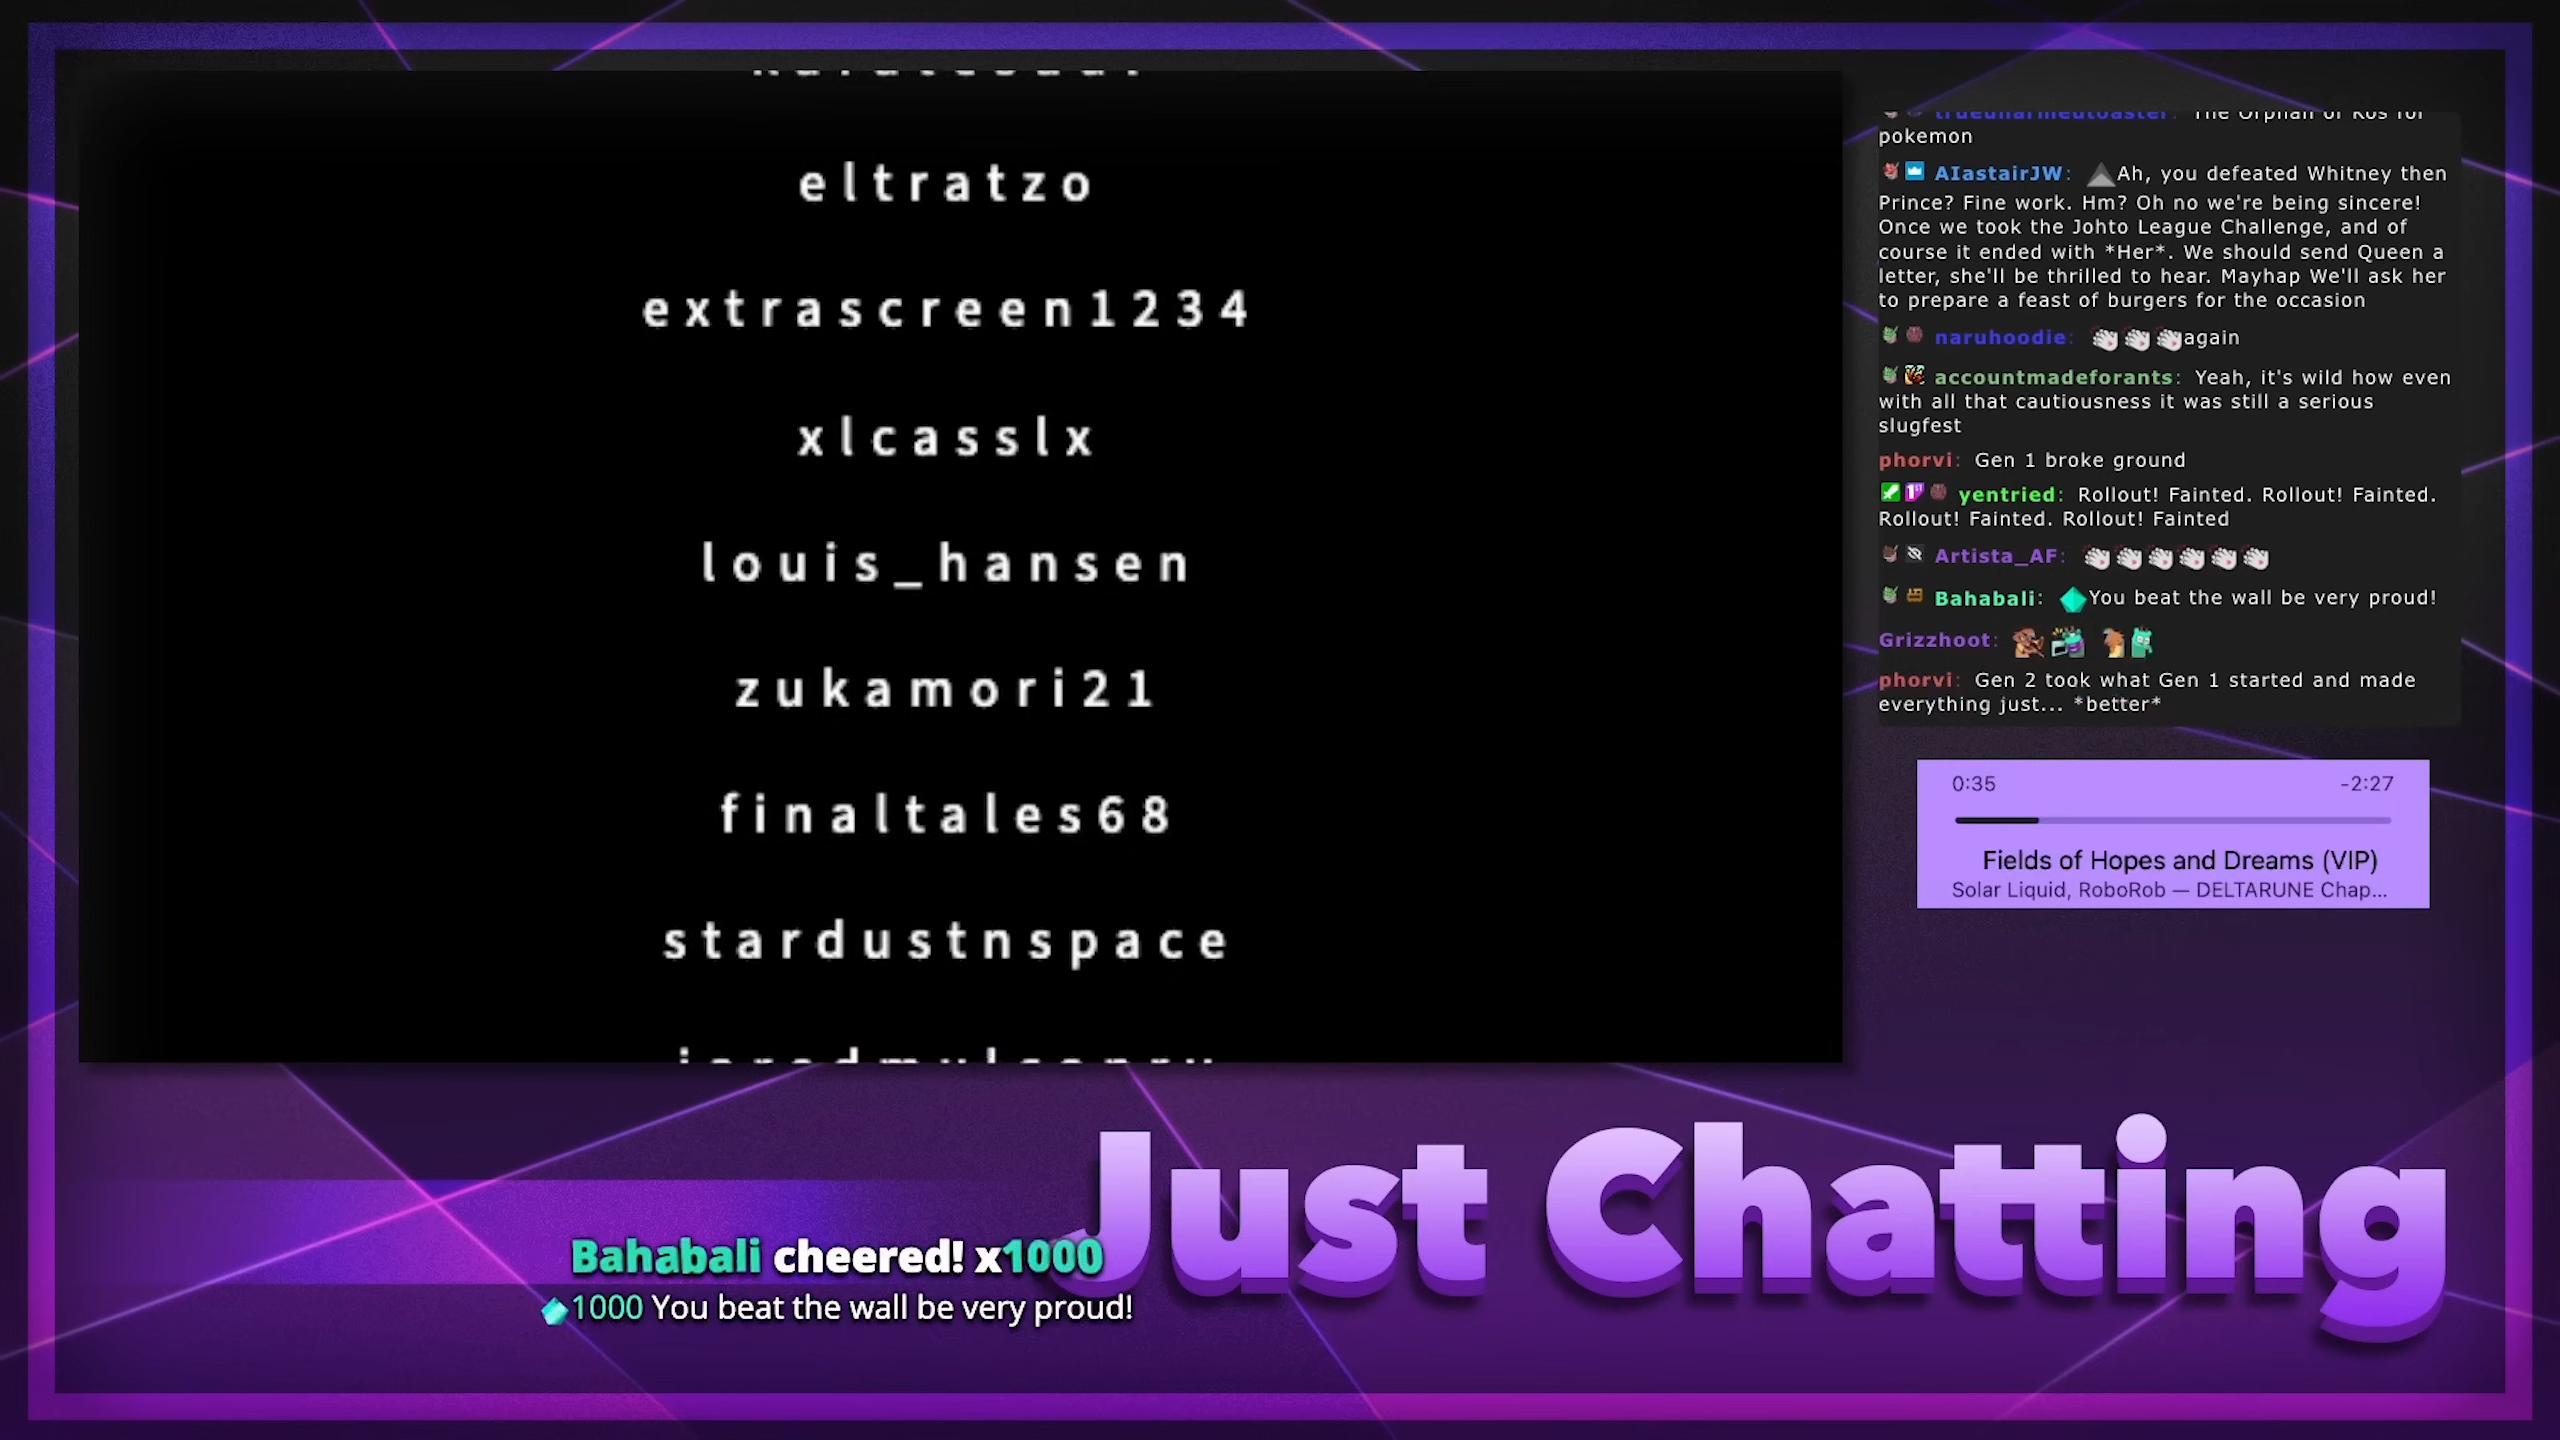 eltratzo
extrascreen1234
xlcasslx
louis_hansen
zukamori21
finaltales68
stardustnspace
The Orphan of Kos for
pokemon
AIastairJW: Ah, you defeated Whitney then
Prince? Fine work. Hm? Oh no we're being sincere!
Once we took the Johto League Challenge, and of
course it ended with *Her*. We should send Queen a
letter, she'll be thrilled to hear. Mayhap We'll ask her
to prepare a feast of burgers for the occasion
naruhoodie: again
accountmadeforants: Yeah, it's wild how even
with all that cautiousness it was still a serious
slugfest
phorvi: Gen 1 broke ground
yentried: Rollout! Fainted. Rollout! Fainted.
Rollout! Fainted. Rollout! Fainted
Artista_AF:
Bahabali: You beat the wall be very proud!
Grizzhoot:
phorvi: Gen 2 took what Gen 1 started and made
everything just... *better*
0:35 -2:27
Fields of Hopes and Dreams (VIP)
Solar Liquid, RoboRob — DELTARUNE Chap...
Just Chatting
Bahabali cheered! x1000
1000 You beat the wall be very proud!